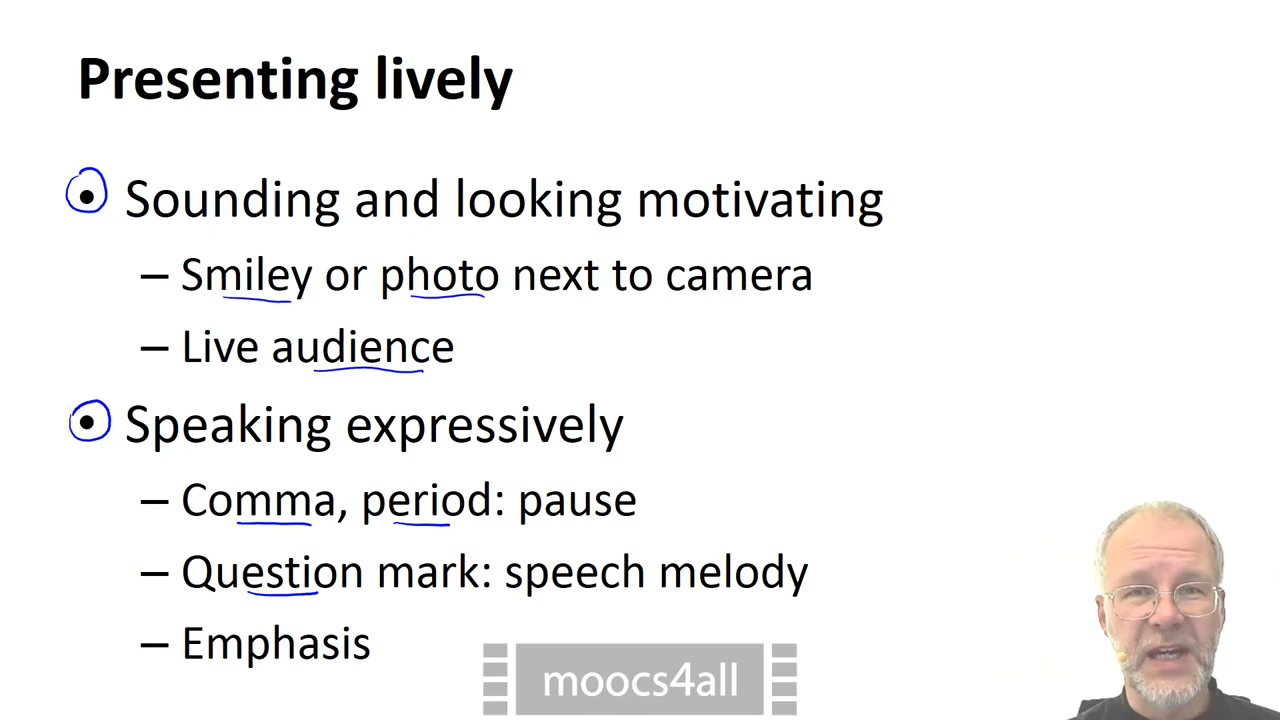 Presenting lively
• Sounding and looking motivating
– Smiley or photo next to camera
– Live audience
• Speaking expressively
– Comma, period: pause
– Question mark: speech melody
– Emphasis
moocs4all